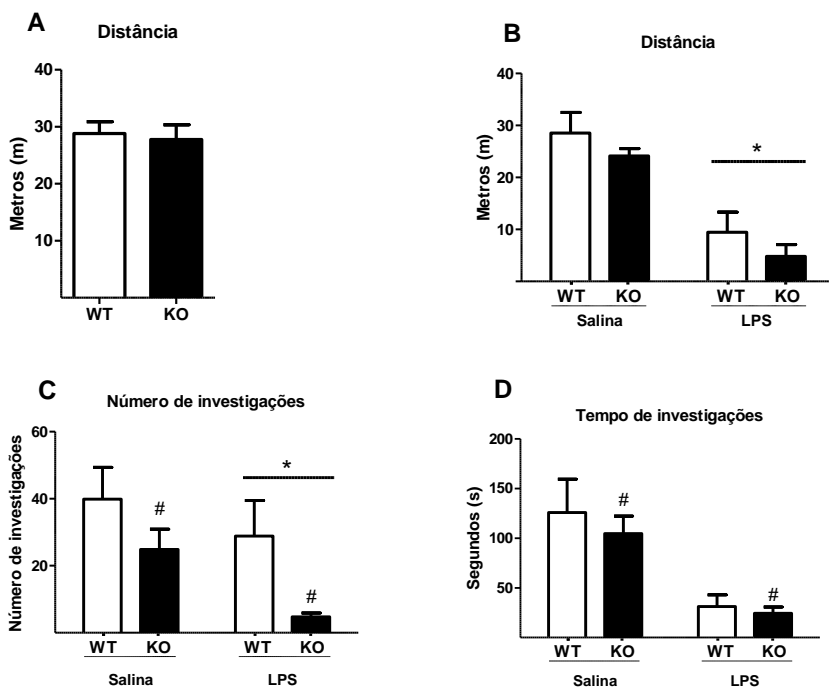 A
Distância
Metros (m)
40
30
20
10
WT KO
B
Distância
Metros (m)
40
30
20
10
*
WT KO WT KO
Salina LPS
C
Número de investigações
Número de investigações
60
40
20
#
*
#
WT KO WT KO
Salina LPS
D
Tempo de investigações
Segundos (s)
200
150
100
50
#
#
WT KO WT KO
Salina LPS